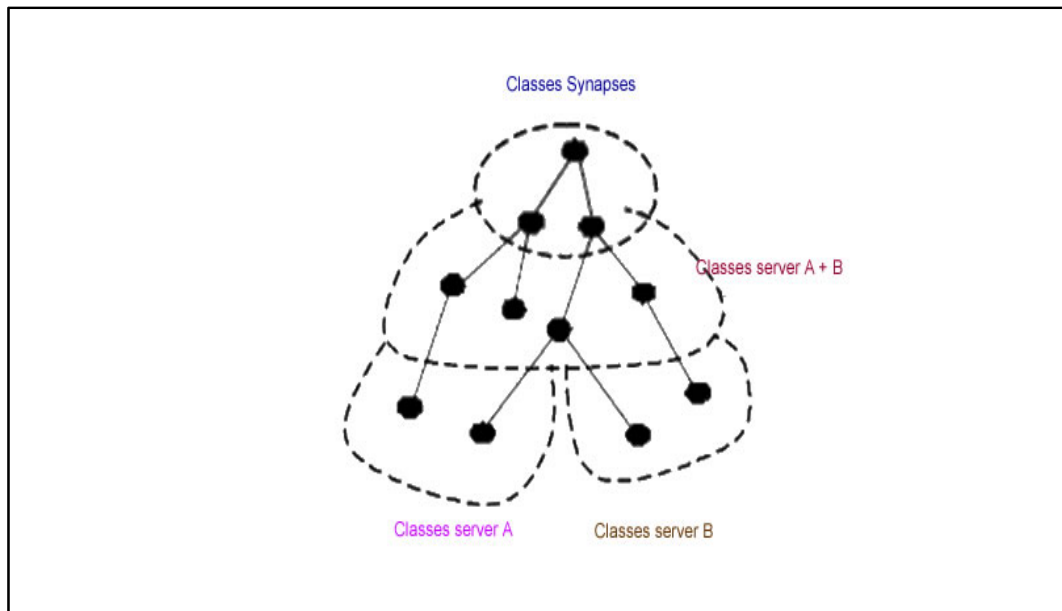 Classes Synapses
Classes server A + B
Classes server A
Classes server B